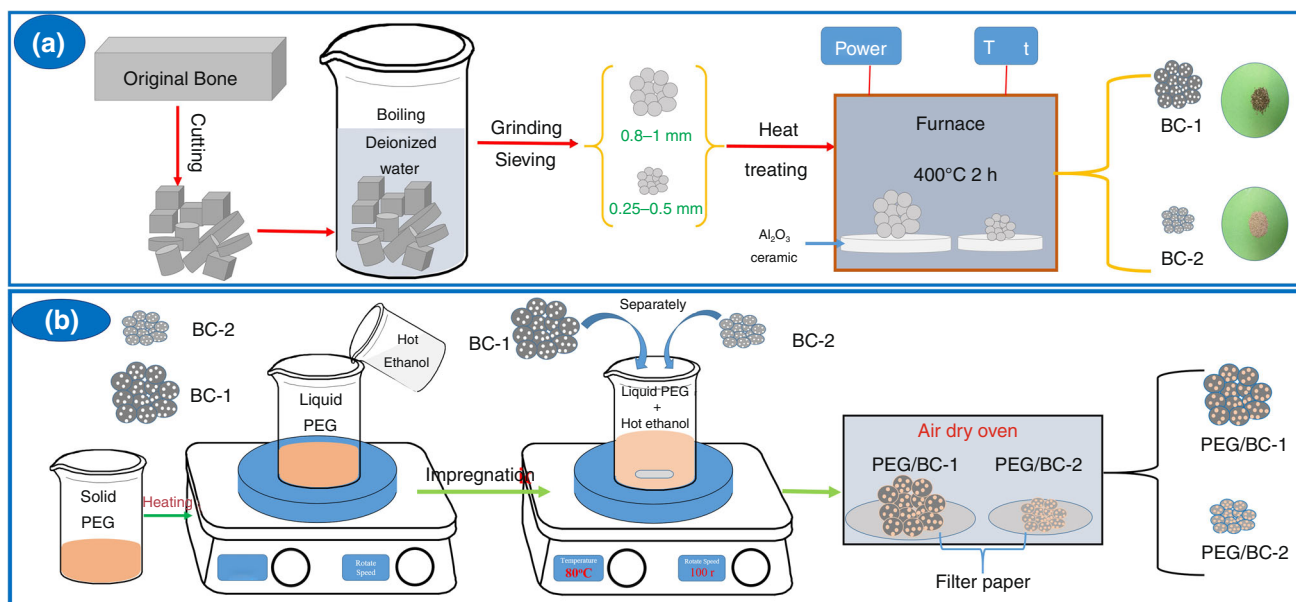 (a)
Original Bone
Cutting
Boiling
Deionized
water
Grinding
Sieving
0.8–1 mm
0.25–0.5 mm
Heat
treating
Power
T t
Furnace
400°C 2 h
Al₂O₃
ceramic
BC-1
BC-2
(b)
BC-2
BC-1
Solid
PEG
Heating
Hot
Ethanol
Liquid
PEG
Rotate
Speed
Impregnation
BC-1
Separately
BC-2
Liquid PEG
+
Hot ethanol
Temperature
80°C
Rotate Speed
100 r
Air dry oven
PEG/BC-1
PEG/BC-2
Filter paper
PEG/BC-1
PEG/BC-2